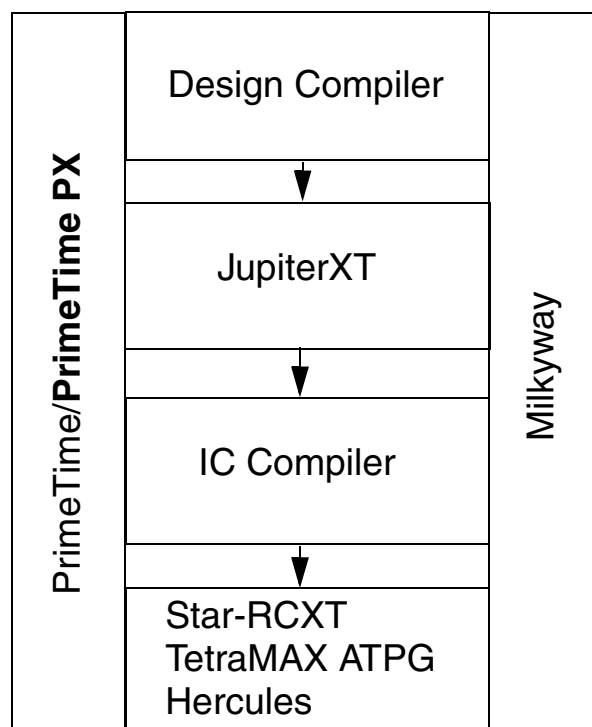 Design Compiler
PrimeTime/PrimeTime PX
JupiterXT
Milkyway
IC Compiler
Star-RCXT
TetraMAX ATPG
Hercules